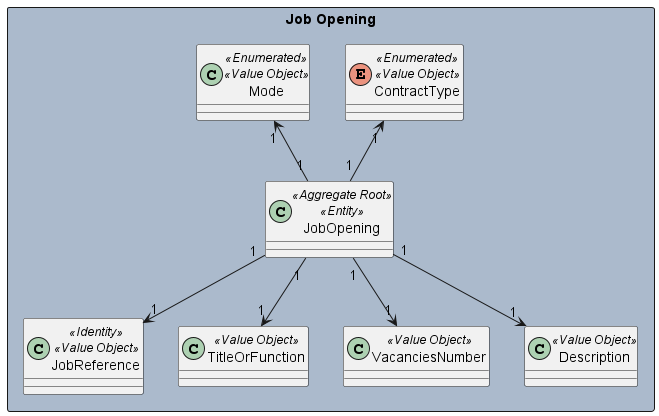 Job Opening
«Enumerated»
«Value Object»
C
Mode
«Enumerated»
«Value Object»
E
ContractType
1
1
1
1
«Aggregate Root»
«Entity»
C
JobOpening
1
1
1
1
1
1
1
1
«Identity»
«Value Object»
C
JobReference
«Value Object»
C
TitleOrFunction
«Value Object»
C
VacanciesNumber
«Value Object»
C
Description